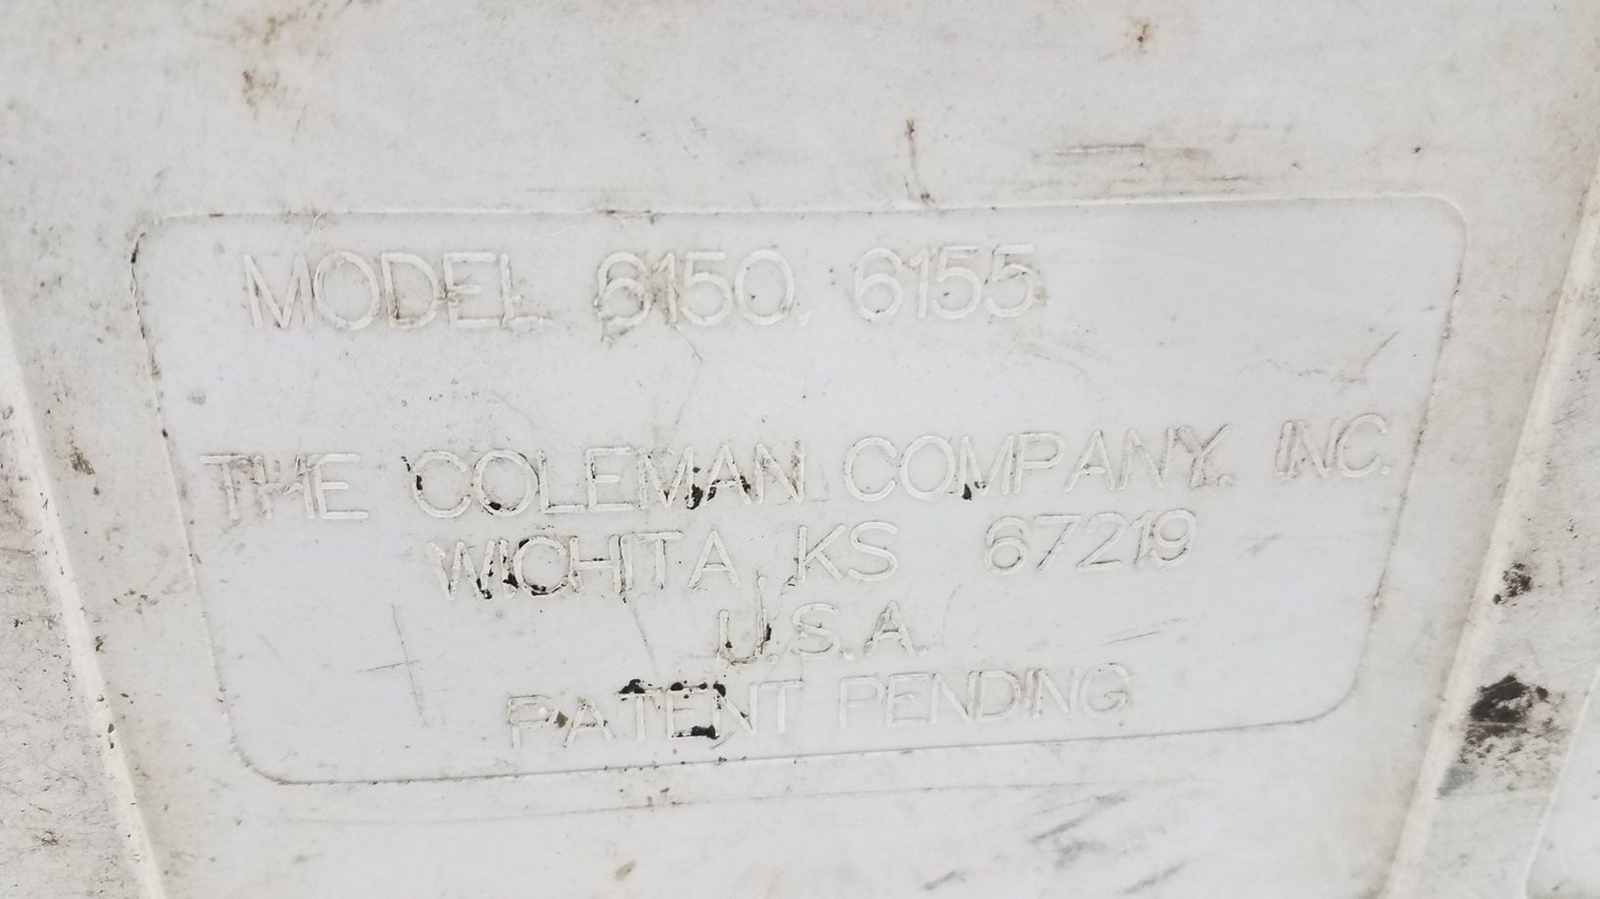 MODEL 6150, 6155
THE COLEMAN COMPANY, INC.
WICHITA, KS 67219
U.S.A.
PATENT PENDING